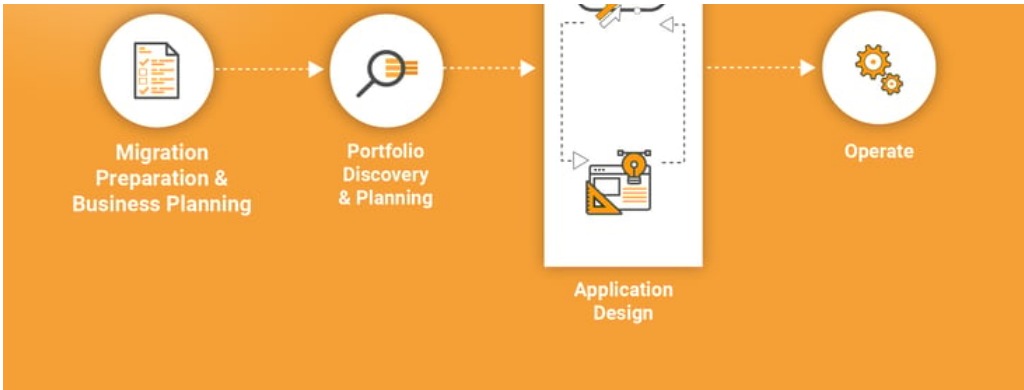 Migration
Preparation &
Business Planning
Portfolio
Discovery
& Planning
Application
Design
Operate